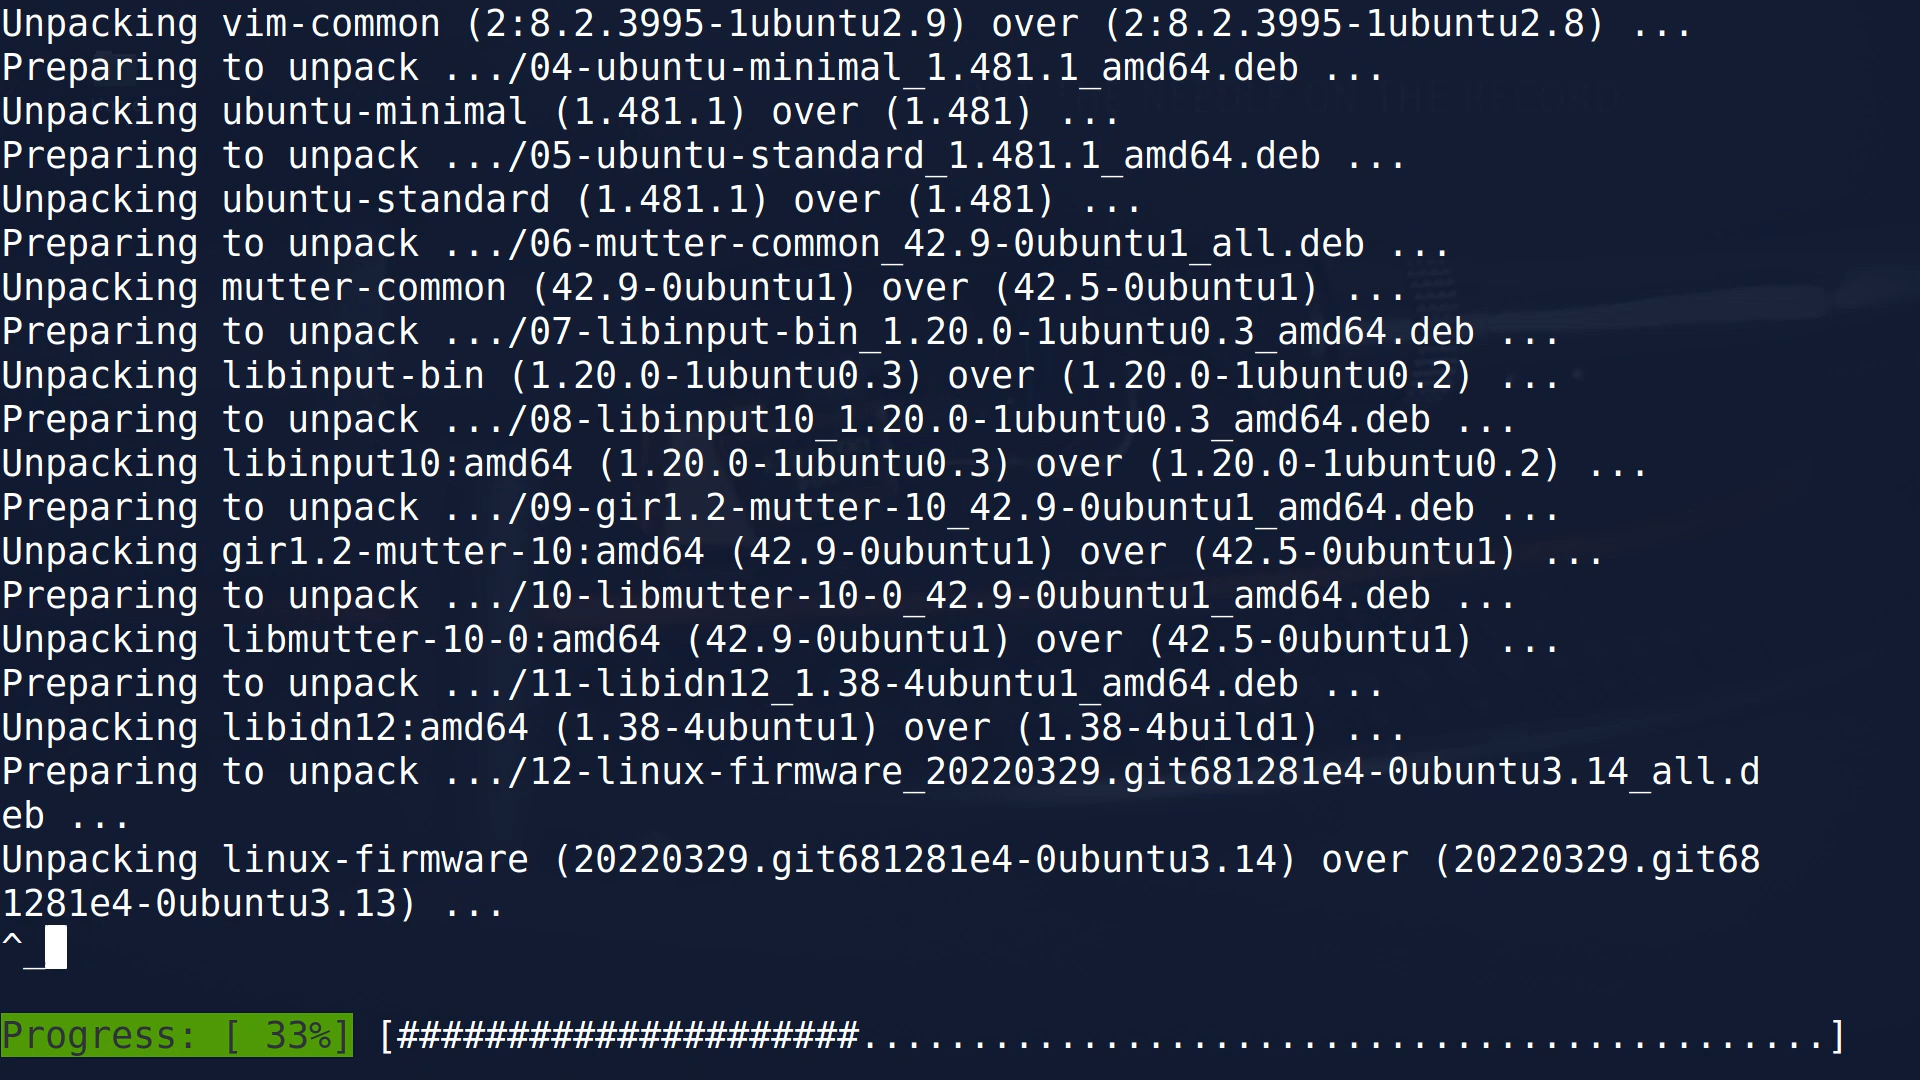 Unpacking vim-common (2:8.2.3995-1ubuntu2.9) over (2:8.2.3995-1ubuntu2.8) ...
Preparing to unpack .../04-ubuntu-minimal_1.481.1_amd64.deb ...
Unpacking ubuntu-minimal (1.481.1) over (1.481) ...
Preparing to unpack .../05-ubuntu-standard_1.481.1_amd64.deb ...
Unpacking ubuntu-standard (1.481.1) over (1.481) ...
Preparing to unpack .../06-mutter-common_42.9-0ubuntu1_all.deb ...
Unpacking mutter-common (42.9-0ubuntu1) over (42.5-0ubuntu1) ...
Preparing to unpack .../07-libinput-bin_1.20.0-1ubuntu0.3_amd64.deb ...
Unpacking libinput-bin (1.20.0-1ubuntu0.3) over (1.20.0-1ubuntu0.2) ...
Preparing to unpack .../08-libinput10_1.20.0-1ubuntu0.3_amd64.deb ...
Unpacking libinput10:amd64 (1.20.0-1ubuntu0.3) over (1.20.0-1ubuntu0.2) ...
Preparing to unpack .../09-gir1.2-mutter-10_42.9-0ubuntu1_amd64.deb ...
Unpacking gir1.2-mutter-10:amd64 (42.9-0ubuntu1) over (42.5-0ubuntu1) ...
Preparing to unpack .../10-libmutter-10-0_42.9-0ubuntu1_amd64.deb ...
Unpacking libmutter-10-0:amd64 (42.9-0ubuntu1) over (42.5-0ubuntu1) ...
Preparing to unpack .../11-libidn12_1.38-4ubuntu1_amd64.deb ...
Unpacking libidn12:amd64 (1.38-4ubuntu1) over (1.38-4build1) ...
Preparing to unpack .../12-linux-firmware_20220329.git681281e4-0ubuntu3.14_all.d
eb ...
Unpacking linux-firmware (20220329.git681281e4-0ubuntu3.14) over (20220329.git68
1281e4-0ubuntu3.13) ...
^_
Progress: [ 33%] [#####################............................................]